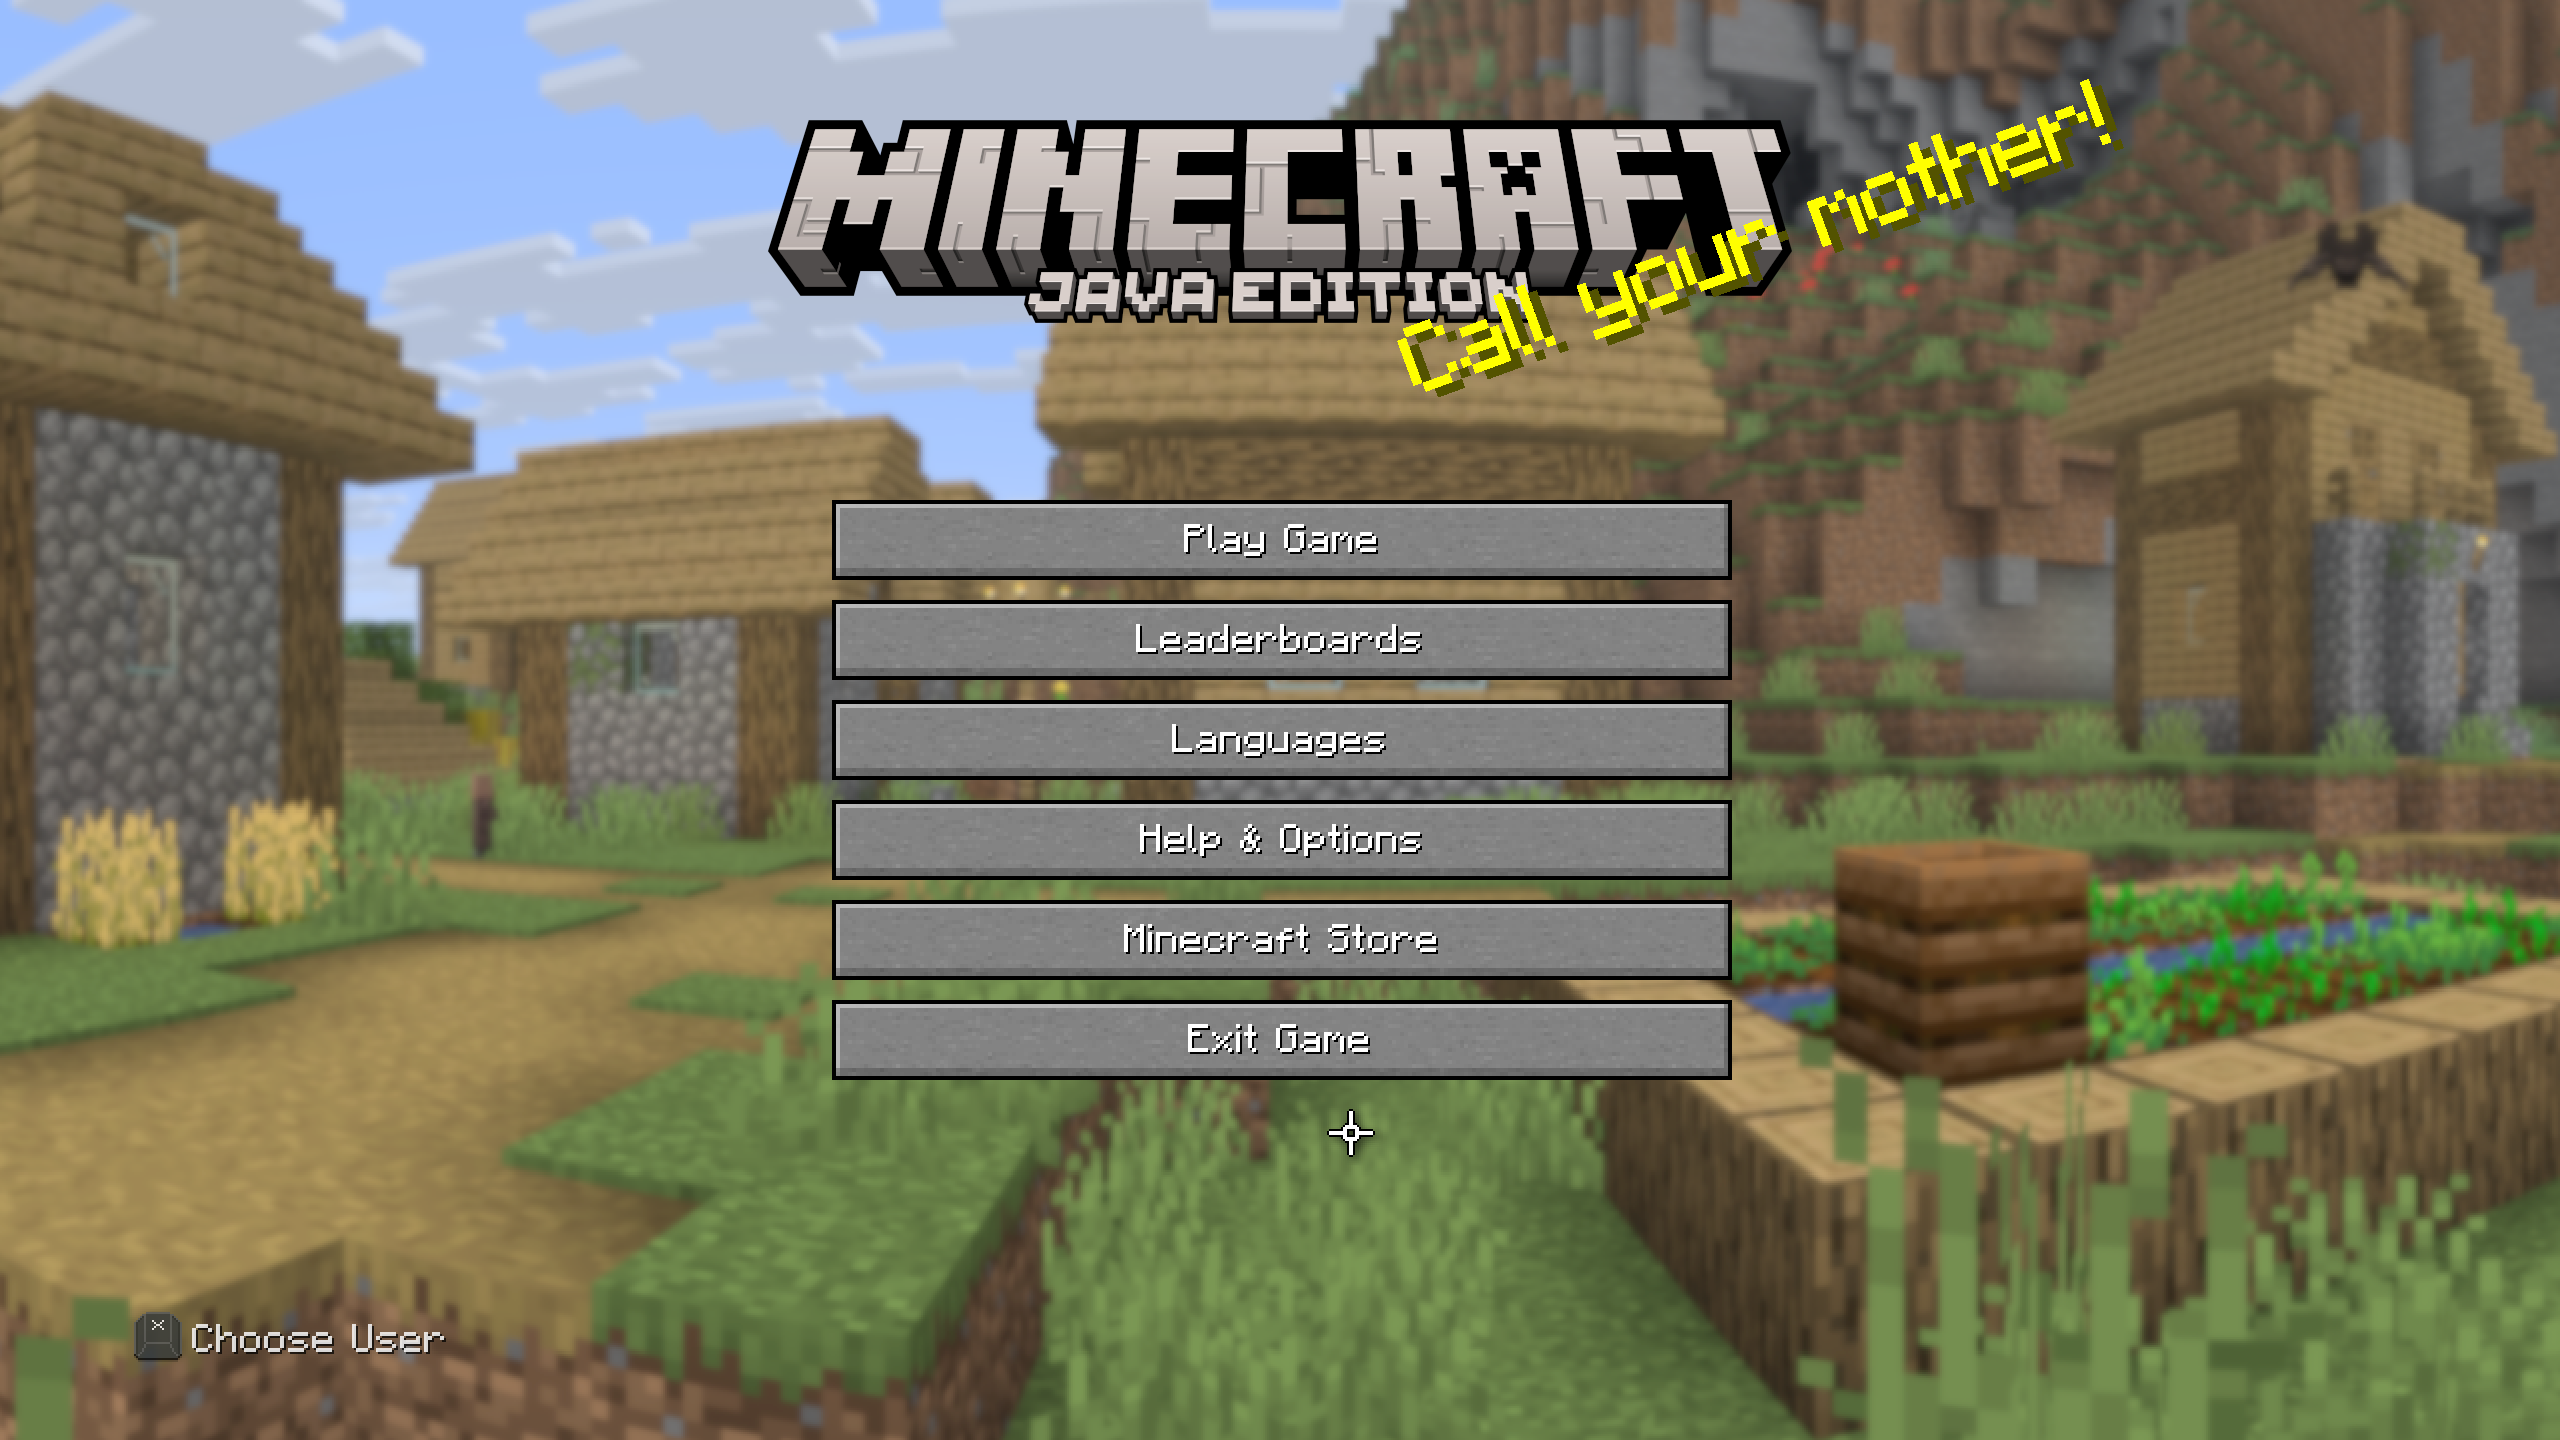 MINECRAFT
JAVA EDITION
Call your mother!
Play Game
Leaderboards
Languages
Help & Options
Minecraft Store
Exit Game
X Choose User